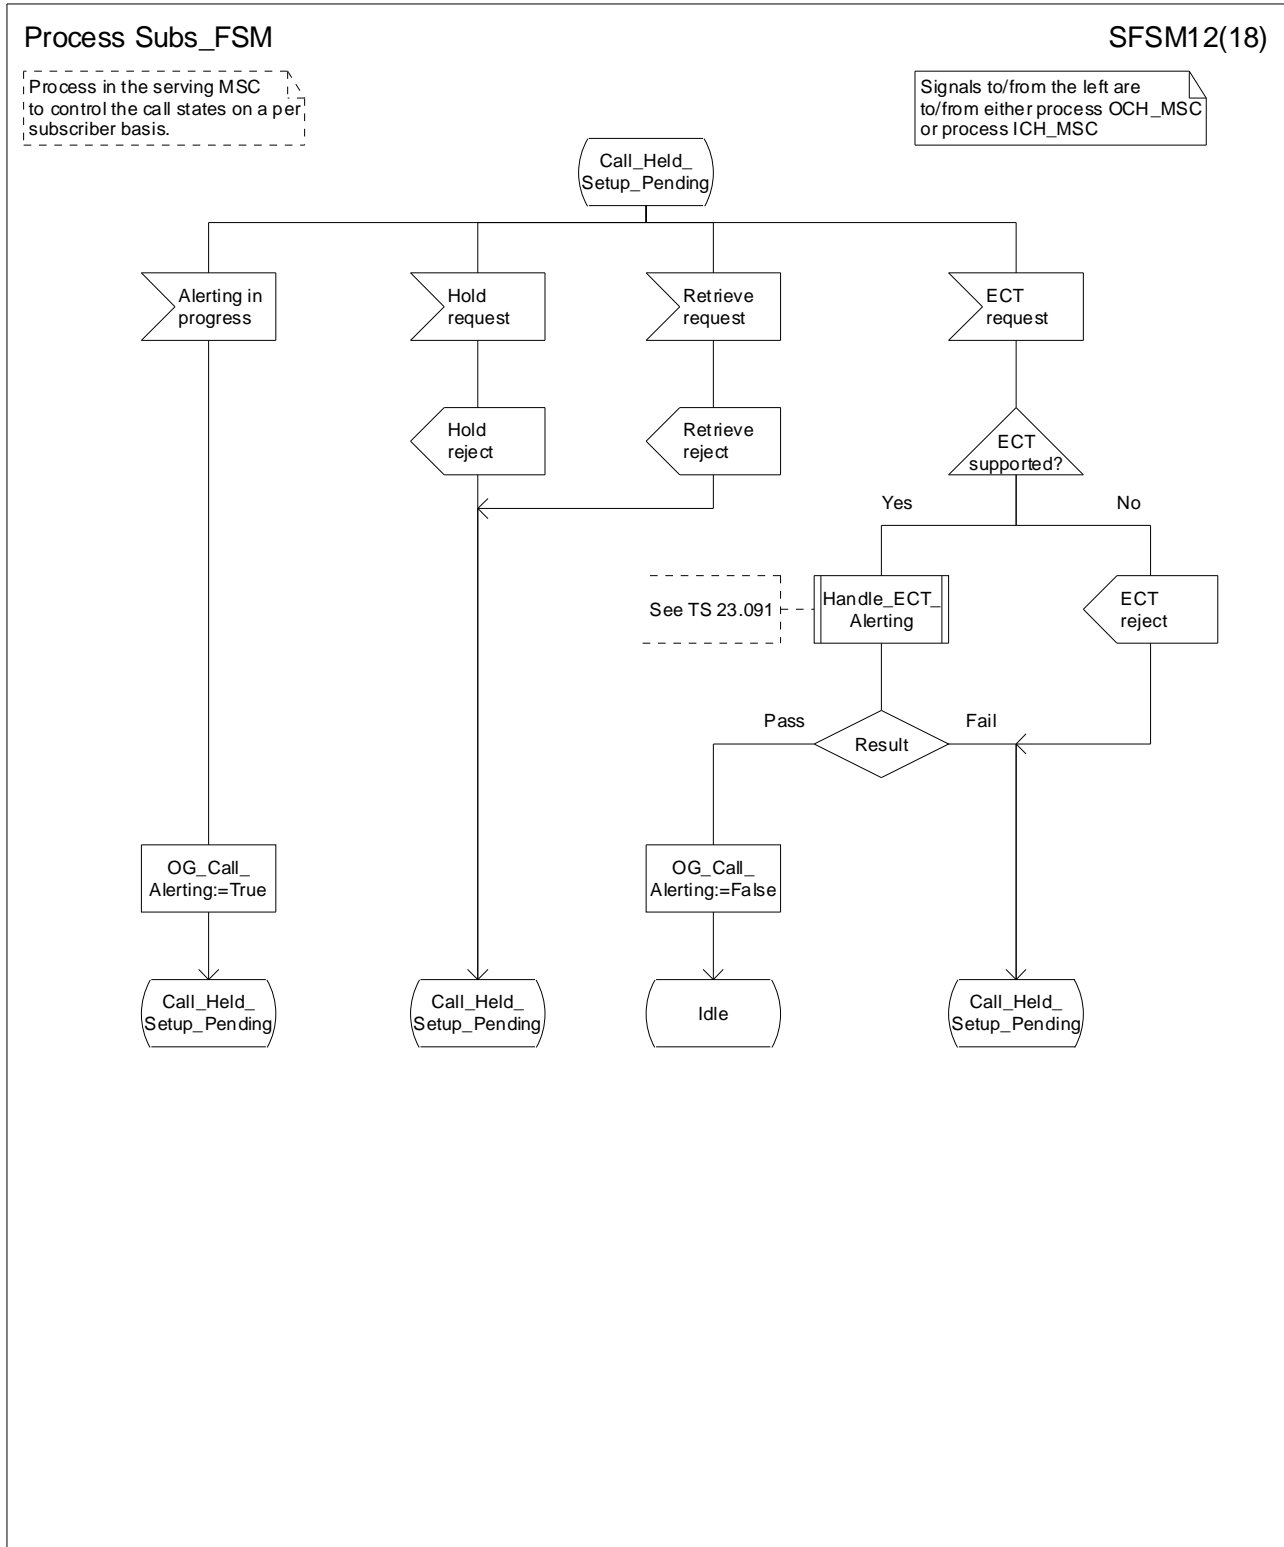 Process Subs_FSM
SFSM12(18)
Process in the serving MSC
to control the call states on a per
subscriber basis.
Signals to/from the left are
to/from either process OCH_MSC
or process ICH_MSC
Call_Held_
Setup_Pending
Alerting in
progress
Hold
request
Retrieve
request
ECT
request
Hold
reject
Retrieve
reject
ECT
supported?
Yes
No
See TS 23.091
Handle_ECT_
Alerting
ECT
reject
Pass
Fail
Result
OG_Call_
Alerting:=True
OG_Call_
Alerting:=False
Call_Held_
Setup_Pending
Call_Held_
Setup_Pending
Idle
Call_Held_
Setup_Pending